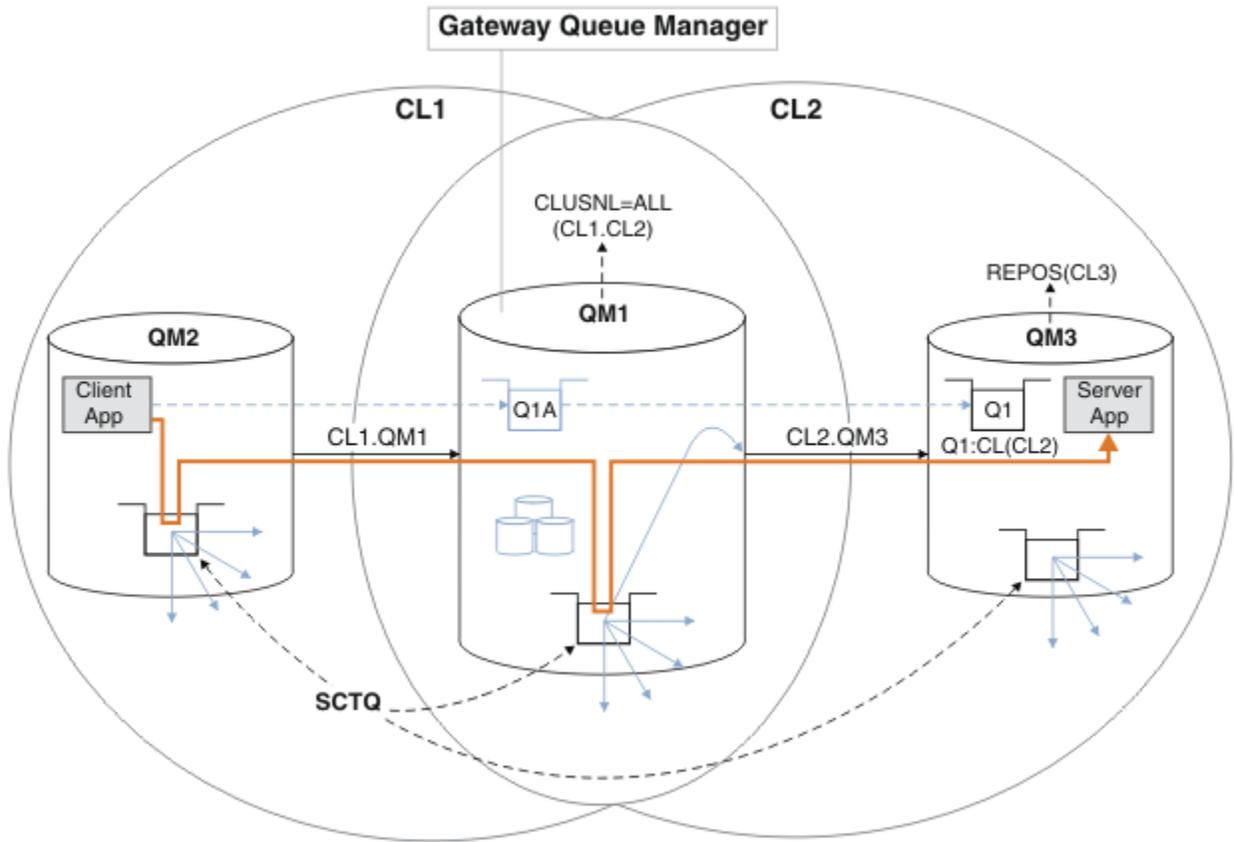 Gateway Queue Manager
CL1
CL2
CLUSNL=ALL
(CL1.CL2)
REPOS(CL3)
QM2
QM1
QM3
Client
App
Q1A
Q1
Server
App
CL1.QM1
CL2.QM3
Q1:CL(CL2)
SCTQ